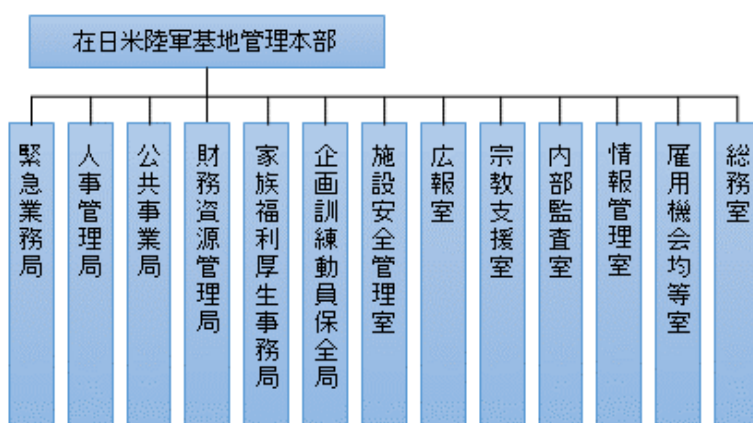 在日米陸軍基地管理本部
緊急業務局
人事管理局
公共事業局
財務資源管理局
家族福利厚生事務局
企画訓練動員保全局
施設安全管理室
広報室
宗教支援室
内部監査室
情報管理室
雇用機会均等室
総務室